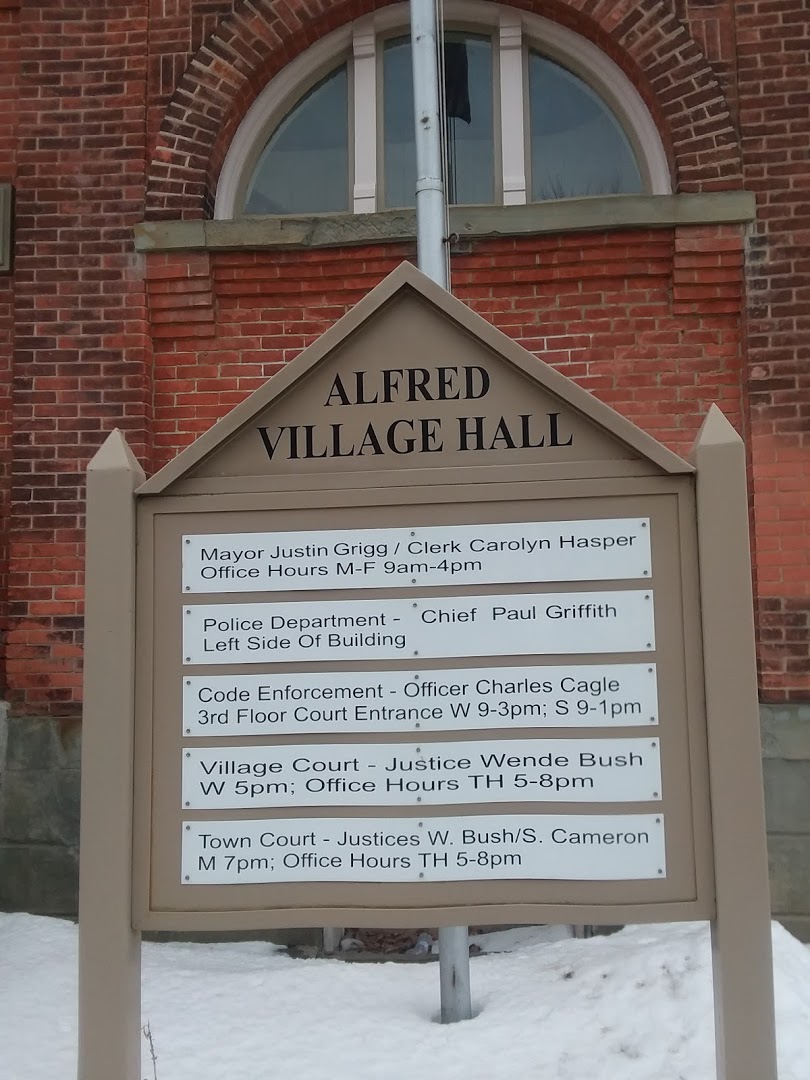 ALFRED
VILLAGE HALL
Mayor Justin Grigg / Clerk Carolyn Hasper
Office Hours M-F 9am-4pm
Police Department - Chief Paul Griffith
Left Side Of Building
Code Enforcement - Officer Charles Cagle
3rd Floor Court Entrance W 9-3pm; S 9-1pm
Village Court - Justice Wende Bush
W 5pm; Office Hours TH 5-8pm
Town Court - Justices W. Bush/S. Cameron
M 7pm; Office Hours TH 5-8pm